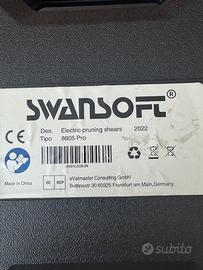 SWANSOFT®
Des. Electric pruning shears 2022
Tipo 8605 Pro
CE
Made in China
EC REP
eVatmaster Consulting GmbH
Bettinastr.30 60325 Frankfurt am Main,Germany
subito